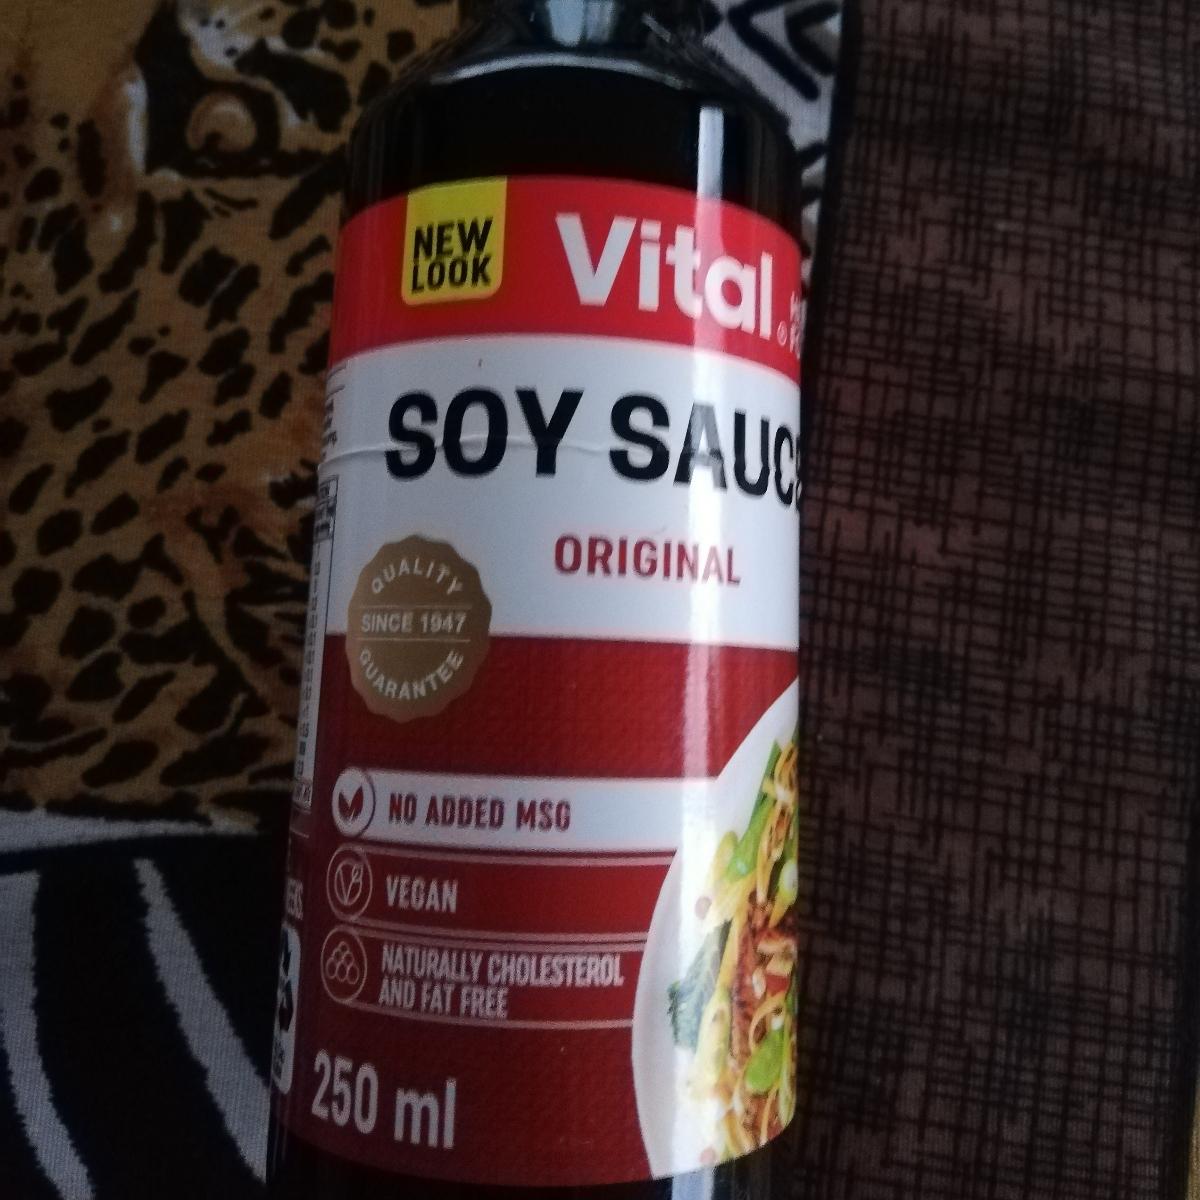 NEW
LOOK
Vital
SOY SAUCE
ORIGINAL
QUALITY
SINCE 1947
GUARANTEE
NO ADDED MSG
VEGAN
NATURALLY CHOLESTEROL
AND FAT FREE
250 ml